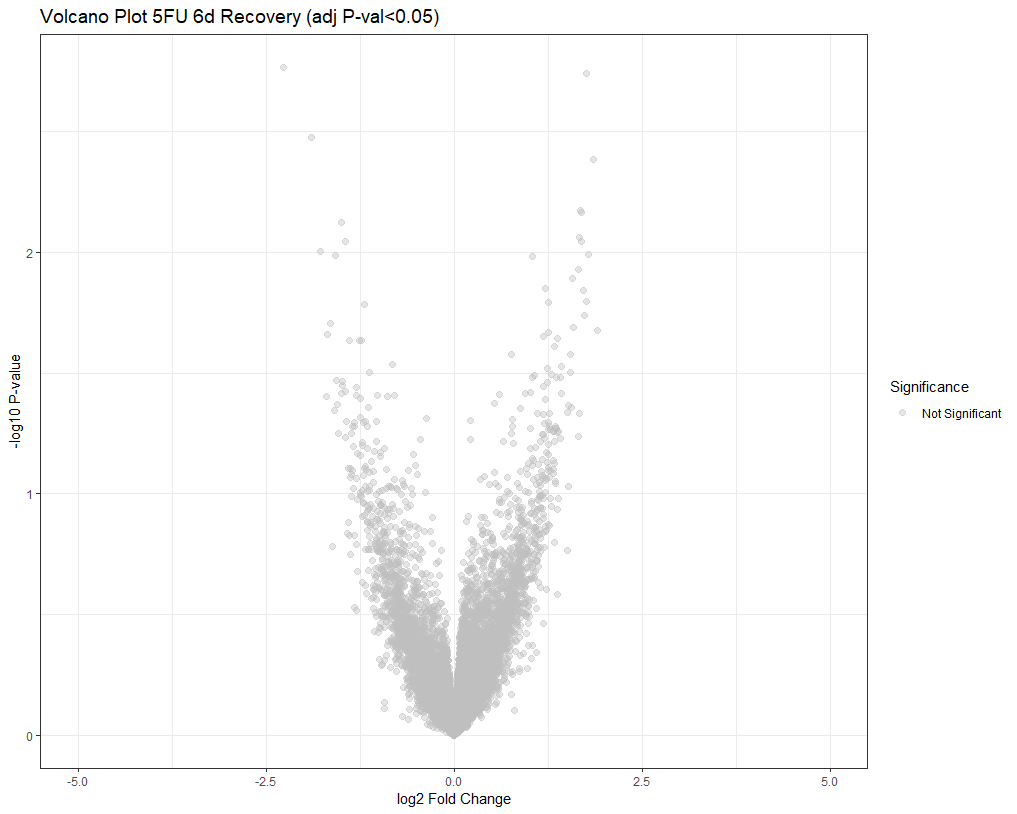 Volcano Plot 5FU 6d Recovery (adj P-val<0.05)
-log10 P-value
2
1
0
-5.0
-2.5
0.0
2.5
5.0
log2 Fold Change
Significance
Not Significant